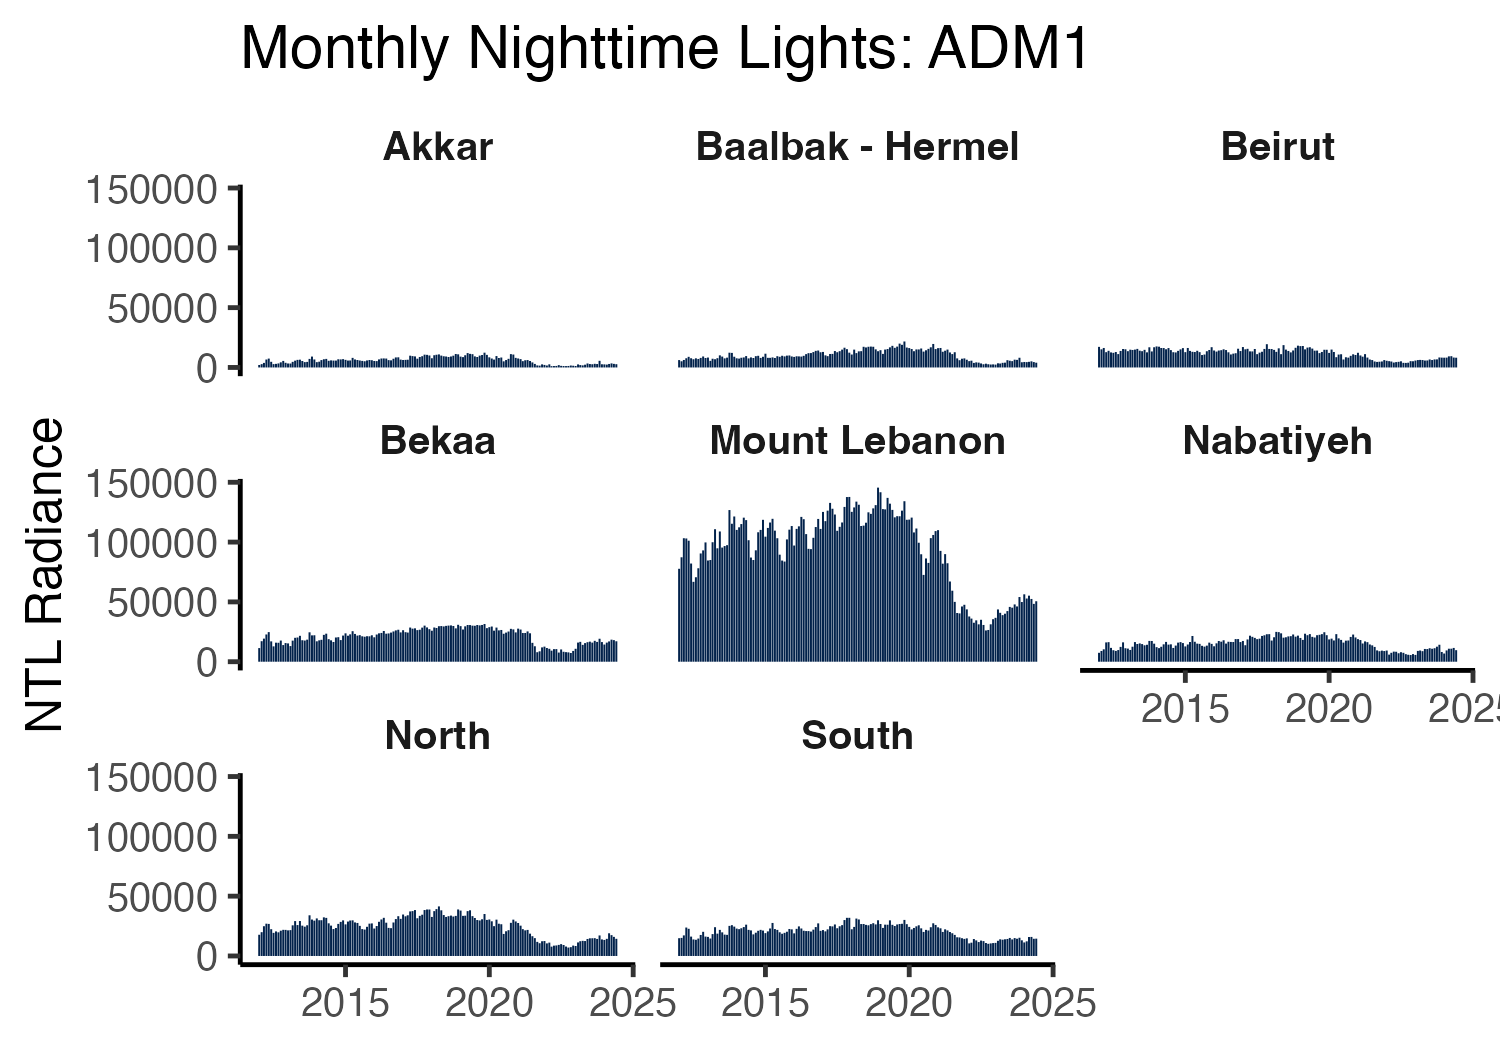 Monthly Nighttime Lights: ADM1
Akkar
Baalbak - Hermel
Beirut
150000
100000
50000
0
Bekaa
Mount Lebanon
Nabatiyeh
150000
100000
50000
0
2015
2020
2025
North
South
150000
100000
50000
0
2015
2020
2025
2015
2020
2025
NTL Radiance